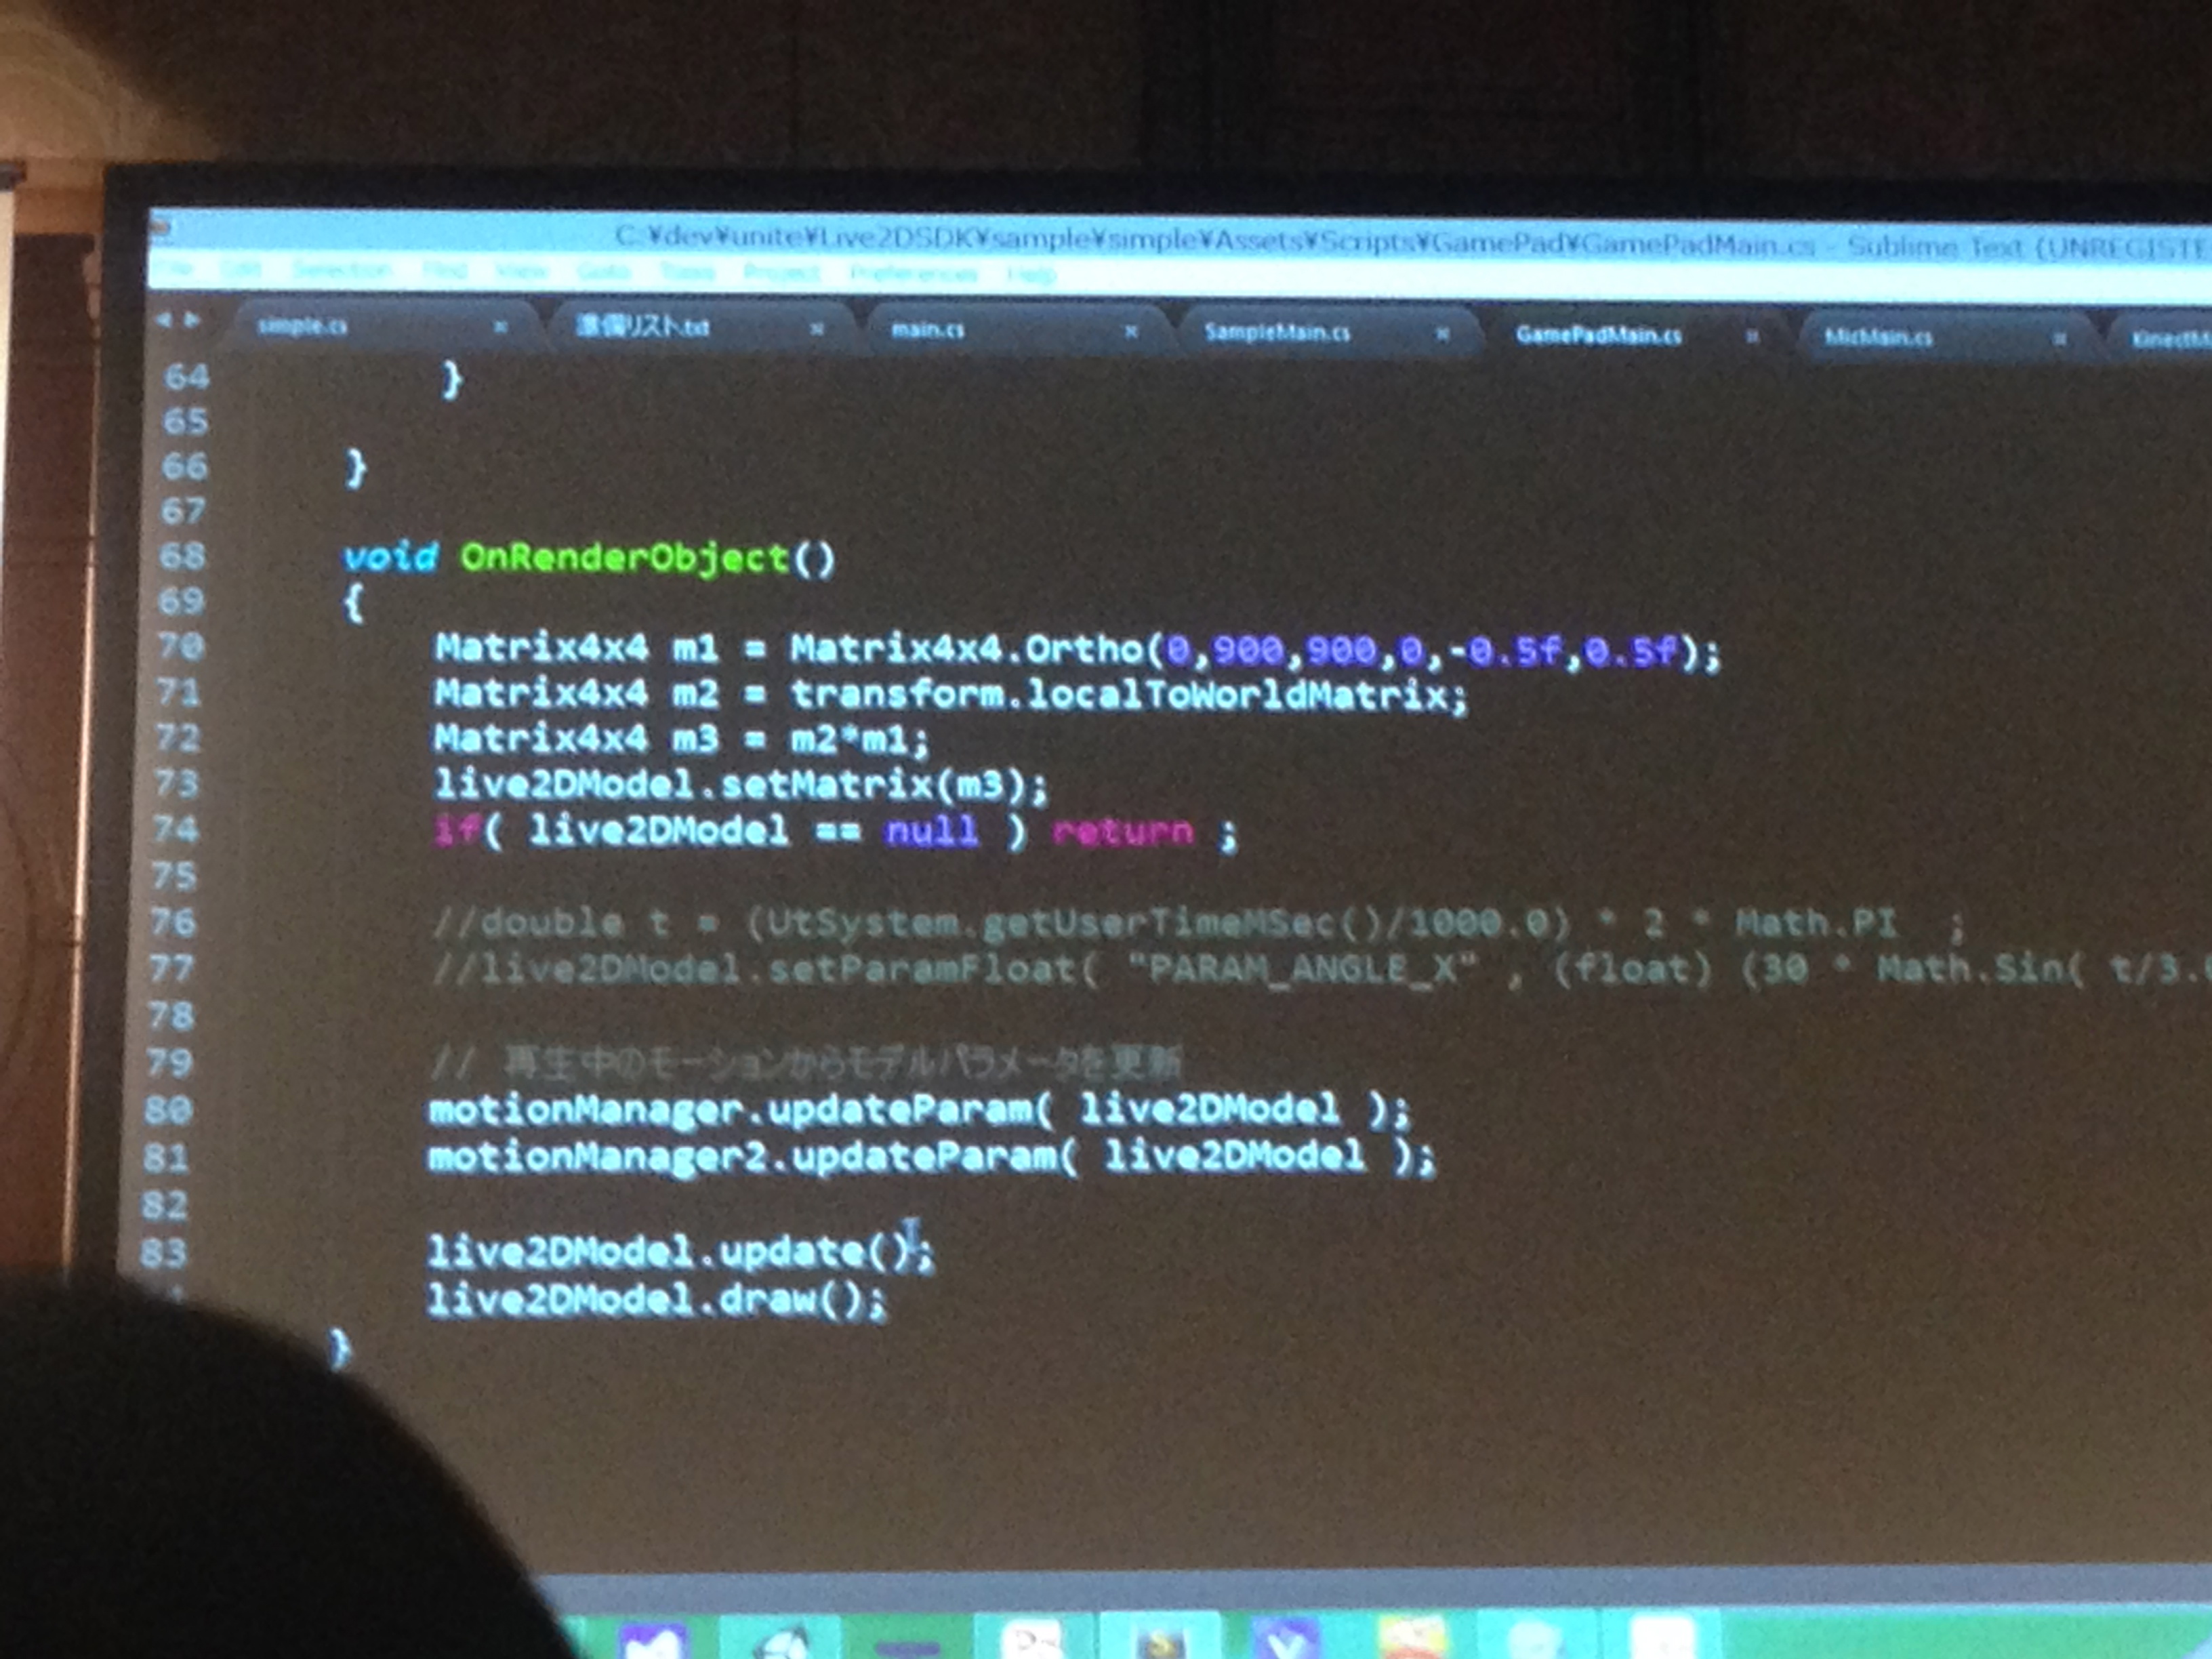 C:¥dev¥unite¥Live2DSDK¥sample¥simple¥Assets¥Scripts¥GamePad¥GamePadMain.cs - Sublime Text (UNREGISTE
File Edit Selection Find View Goto Tools Project Preferences Help
simple.cs 準備リスト.txt main.cs SampleMain.cs GamePadMain.cs MicMain.cs KinectM
64 }
65
66 }
67
68 void OnRenderObject()
69 {
70 Matrix4x4 m1 = Matrix4x4.Ortho(0,900,900,0,-0.5f,0.5f);
71 Matrix4x4 m2 = transform.localToWorldMatrix;
72 Matrix4x4 m3 = m2*m1;
73 live2DModel.setMatrix(m3);
74 if( live2DModel == null ) return ;
75
76 //double t = (UtSystem.getUserTimeMSec()/1000.0) * 2 * Math.PI ;
77 //live2DModel.setParamFloat( "PARAM_ANGLE_X" , (float) (30 * Math.Sin( t/3.0
78
79 // 再生中のモーションからモデルパラメータを更新
80 motionManager.updateParam( live2DModel );
81 motionManager2.updateParam( live2DModel );
82
83 live2DModel.update();
live2DModel.draw();
}